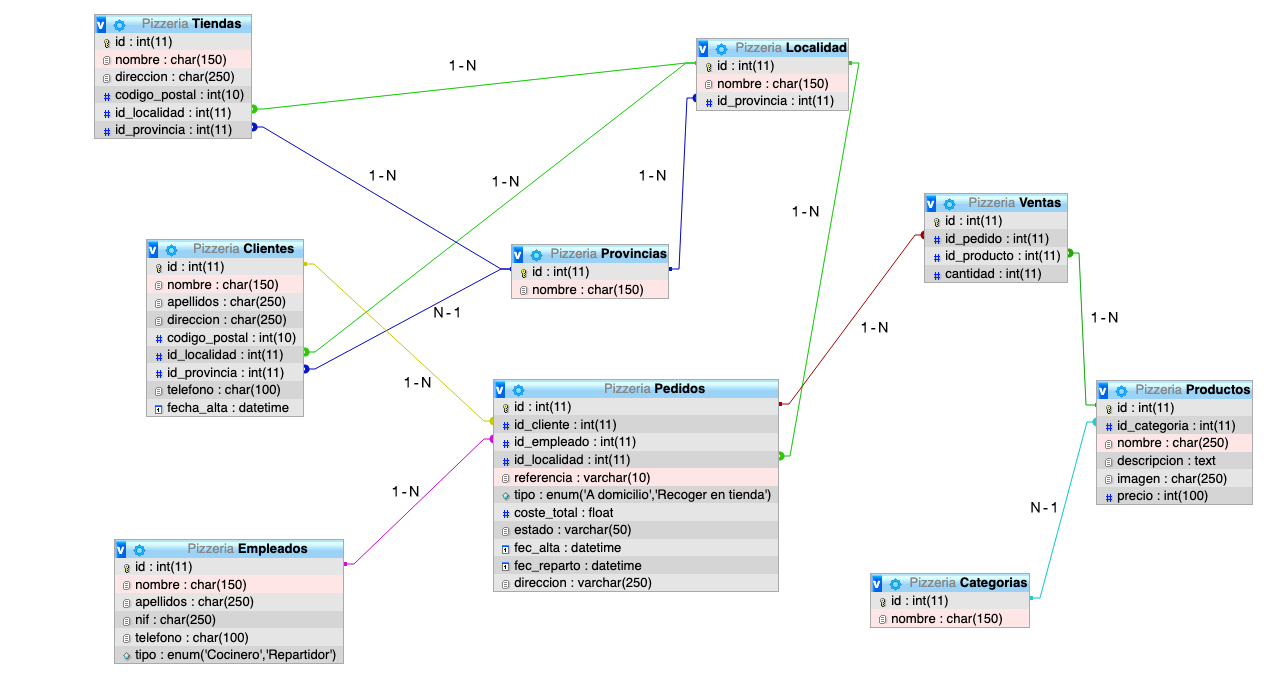 Pizzeria Tiendas
id : int(11)
nombre : char(150)
direccion : char(250)
codigo_postal : int(10)
id_localidad : int(11)
id_provincia : int(11)
1-N
Pizzeria Localidad
id : int(11)
nombre : char(150)
id_provincia : int(11)
1-N
1-N
1-N
1-N
Pizzeria Ventas
id : int(11)
id_pedido : int(11)
id_producto : int(11)
cantidad : int(11)
Pizzeria Clientes
id : int(11)
nombre : char(150)
apellidos : char(250)
direccion : char(250)
codigo_postal : int(10)
id_localidad : int(11)
id_provincia : int(11)
telefono : char(100)
fecha_alta : datetime
Pizzeria Provincias
id : int(11)
nombre : char(150)
N-1
1-N
1-N
1-N
Pizzeria Pedidos
id : int(11)
id_cliente : int(11)
id_empleado : int(11)
id_localidad : int(11)
referencia : varchar(10)
tipo : enum('A domicilio','Recoger en tienda')
coste_total : float
estado : varchar(50)
fec_alta : datetime
fec_reparto : datetime
direccion : varchar(250)
Pizzeria Productos
id : int(11)
id_categoria : int(11)
nombre : char(250)
descripcion : text
imagen : char(250)
precio : int(100)
1-N
N-1
Pizzeria Empleados
id : int(11)
nombre : char(150)
apellidos : char(250)
nif : char(250)
telefono : char(100)
tipo : enum('Cocinero','Repartidor')
Pizzeria Categorias
id : int(11)
nombre : char(150)